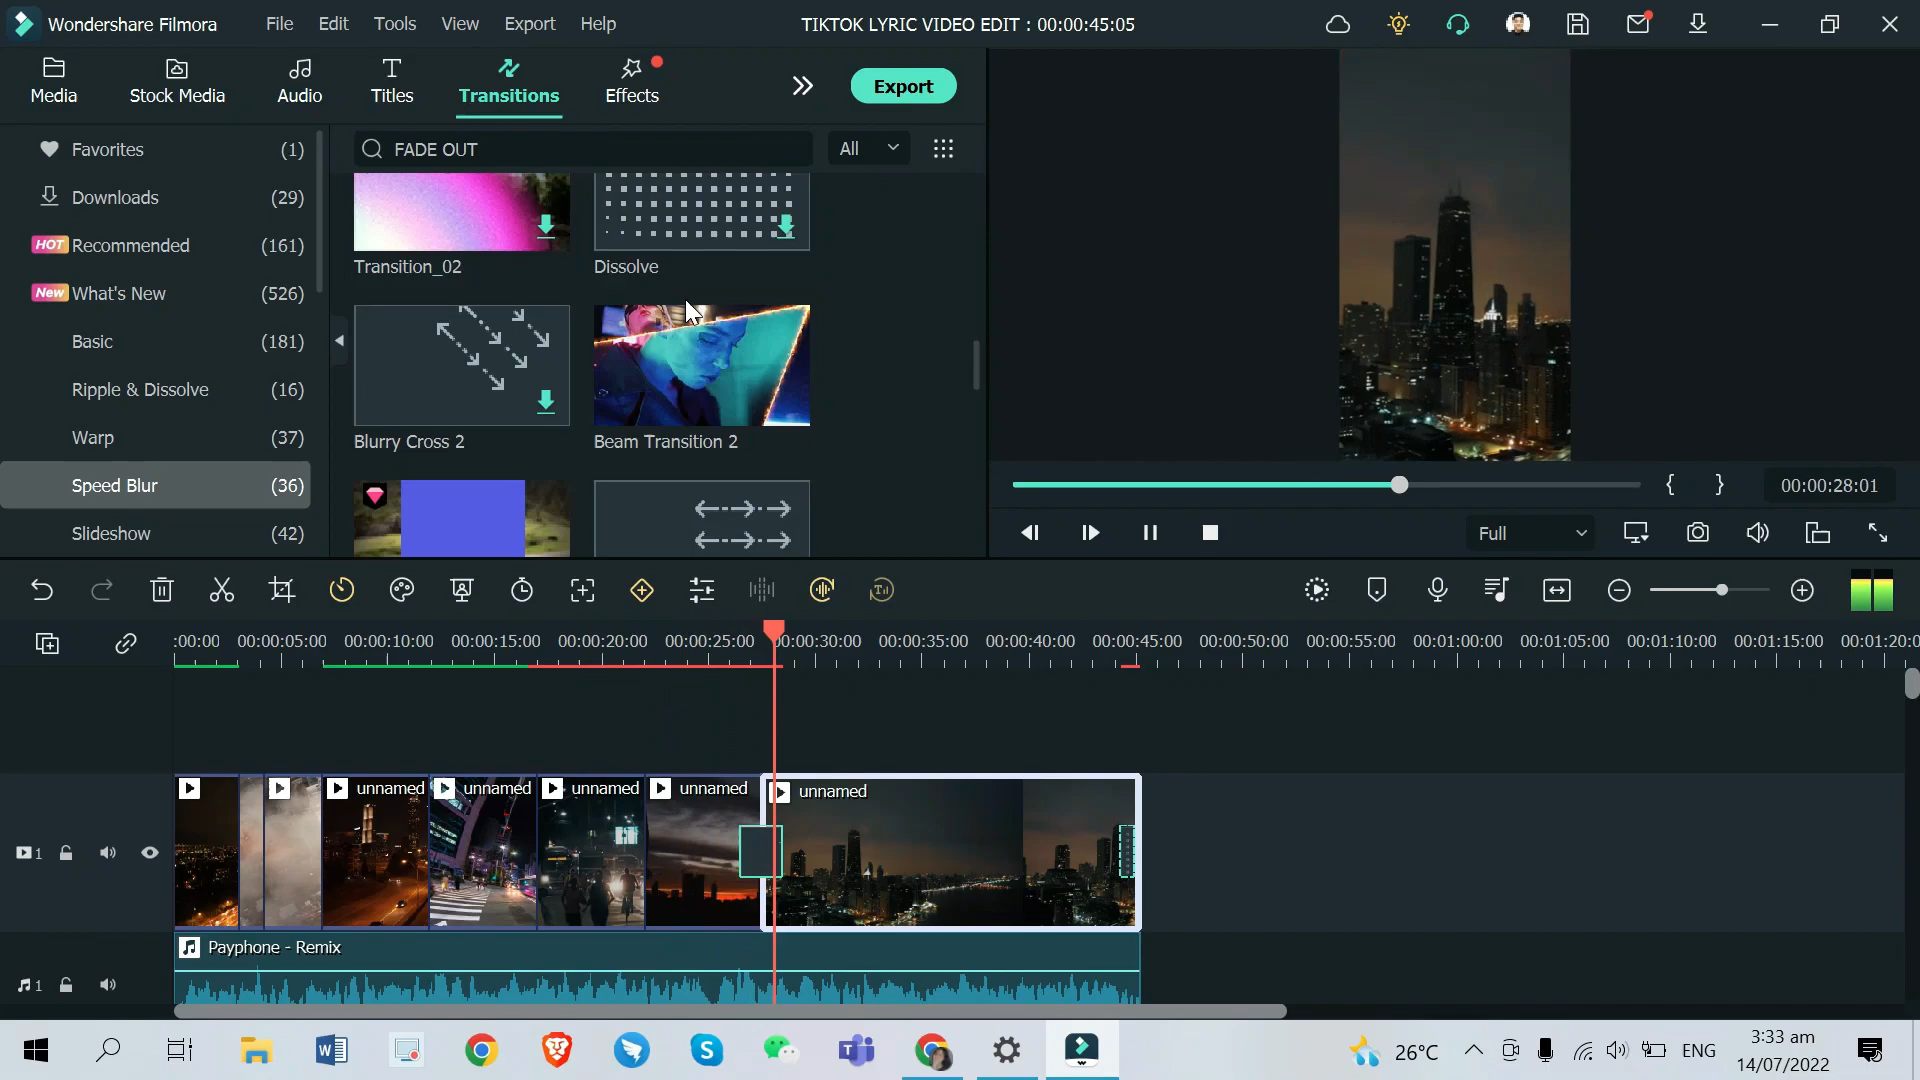 Wondershare Filmora File Edit Tools View Export Help TIKTOK LYRIC VIDEO EDIT : 00:00:45:05
Media Stock Media Audio Titles Transitions Effects Export
Favorites (1)
Downloads (29)
HOT Recommended (161)
New What's New (526)
Basic (181)
Ripple & Dissolve (16)
Warp (37)
Speed Blur (36)
Slideshow (42)
FADE OUT All
Transition_02 Dissolve
Blurry Cross 2 Beam Transition 2
{ } 00:00:28:01
Full
:00:00 00:00:05:00 00:00:10:00 00:00:15:00 00:00:20:00 00:00:25:00 00:00:30:00 00:00:35:00 00:00:40:00 00:00:45:00 00:00:50:00 00:00:55:00 00:01:00:00 00:01:05:00 00:01:10:00 00:01:15:00 00:01:20:0
unnamed unnamed unnamed unnamed unnamed
1
Payphone - Remix
1
26°C ENG 3:33 am
14/07/2022